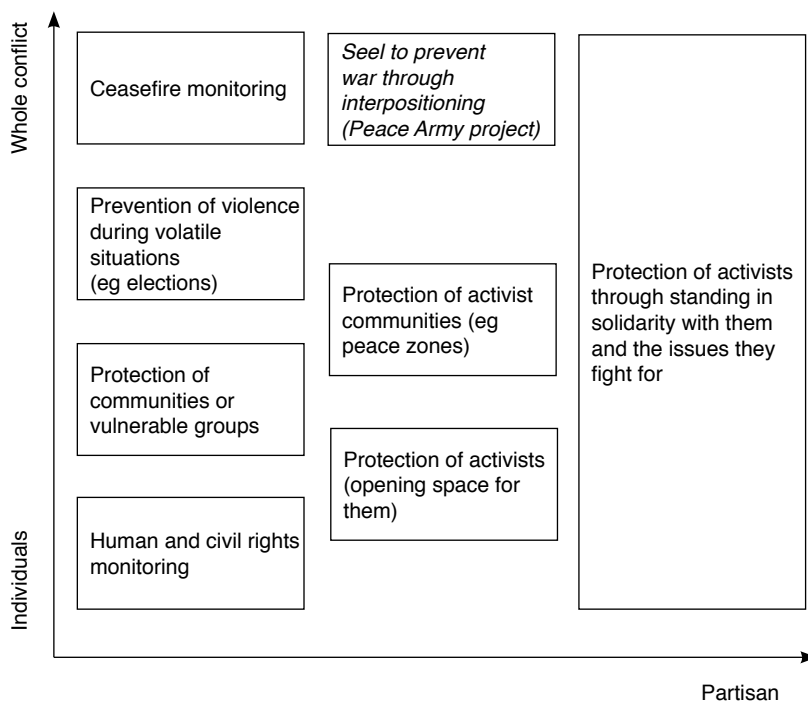 Whole conflict
Individuals
Ceasefire monitoring
Seel to prevent
war through
interpositioning
(Peace Army project)
Prevention of violence
during volatile
situations
(eg elections)
Protection of activist
communities (eg
peace zones)
Protection of activists
through standing in
solidarity with them
and the issues they
fight for
Protection of
communities or
vulnerable groups
Protection of activists
(opening space for
them)
Human and civil rights
monitoring
Partisan